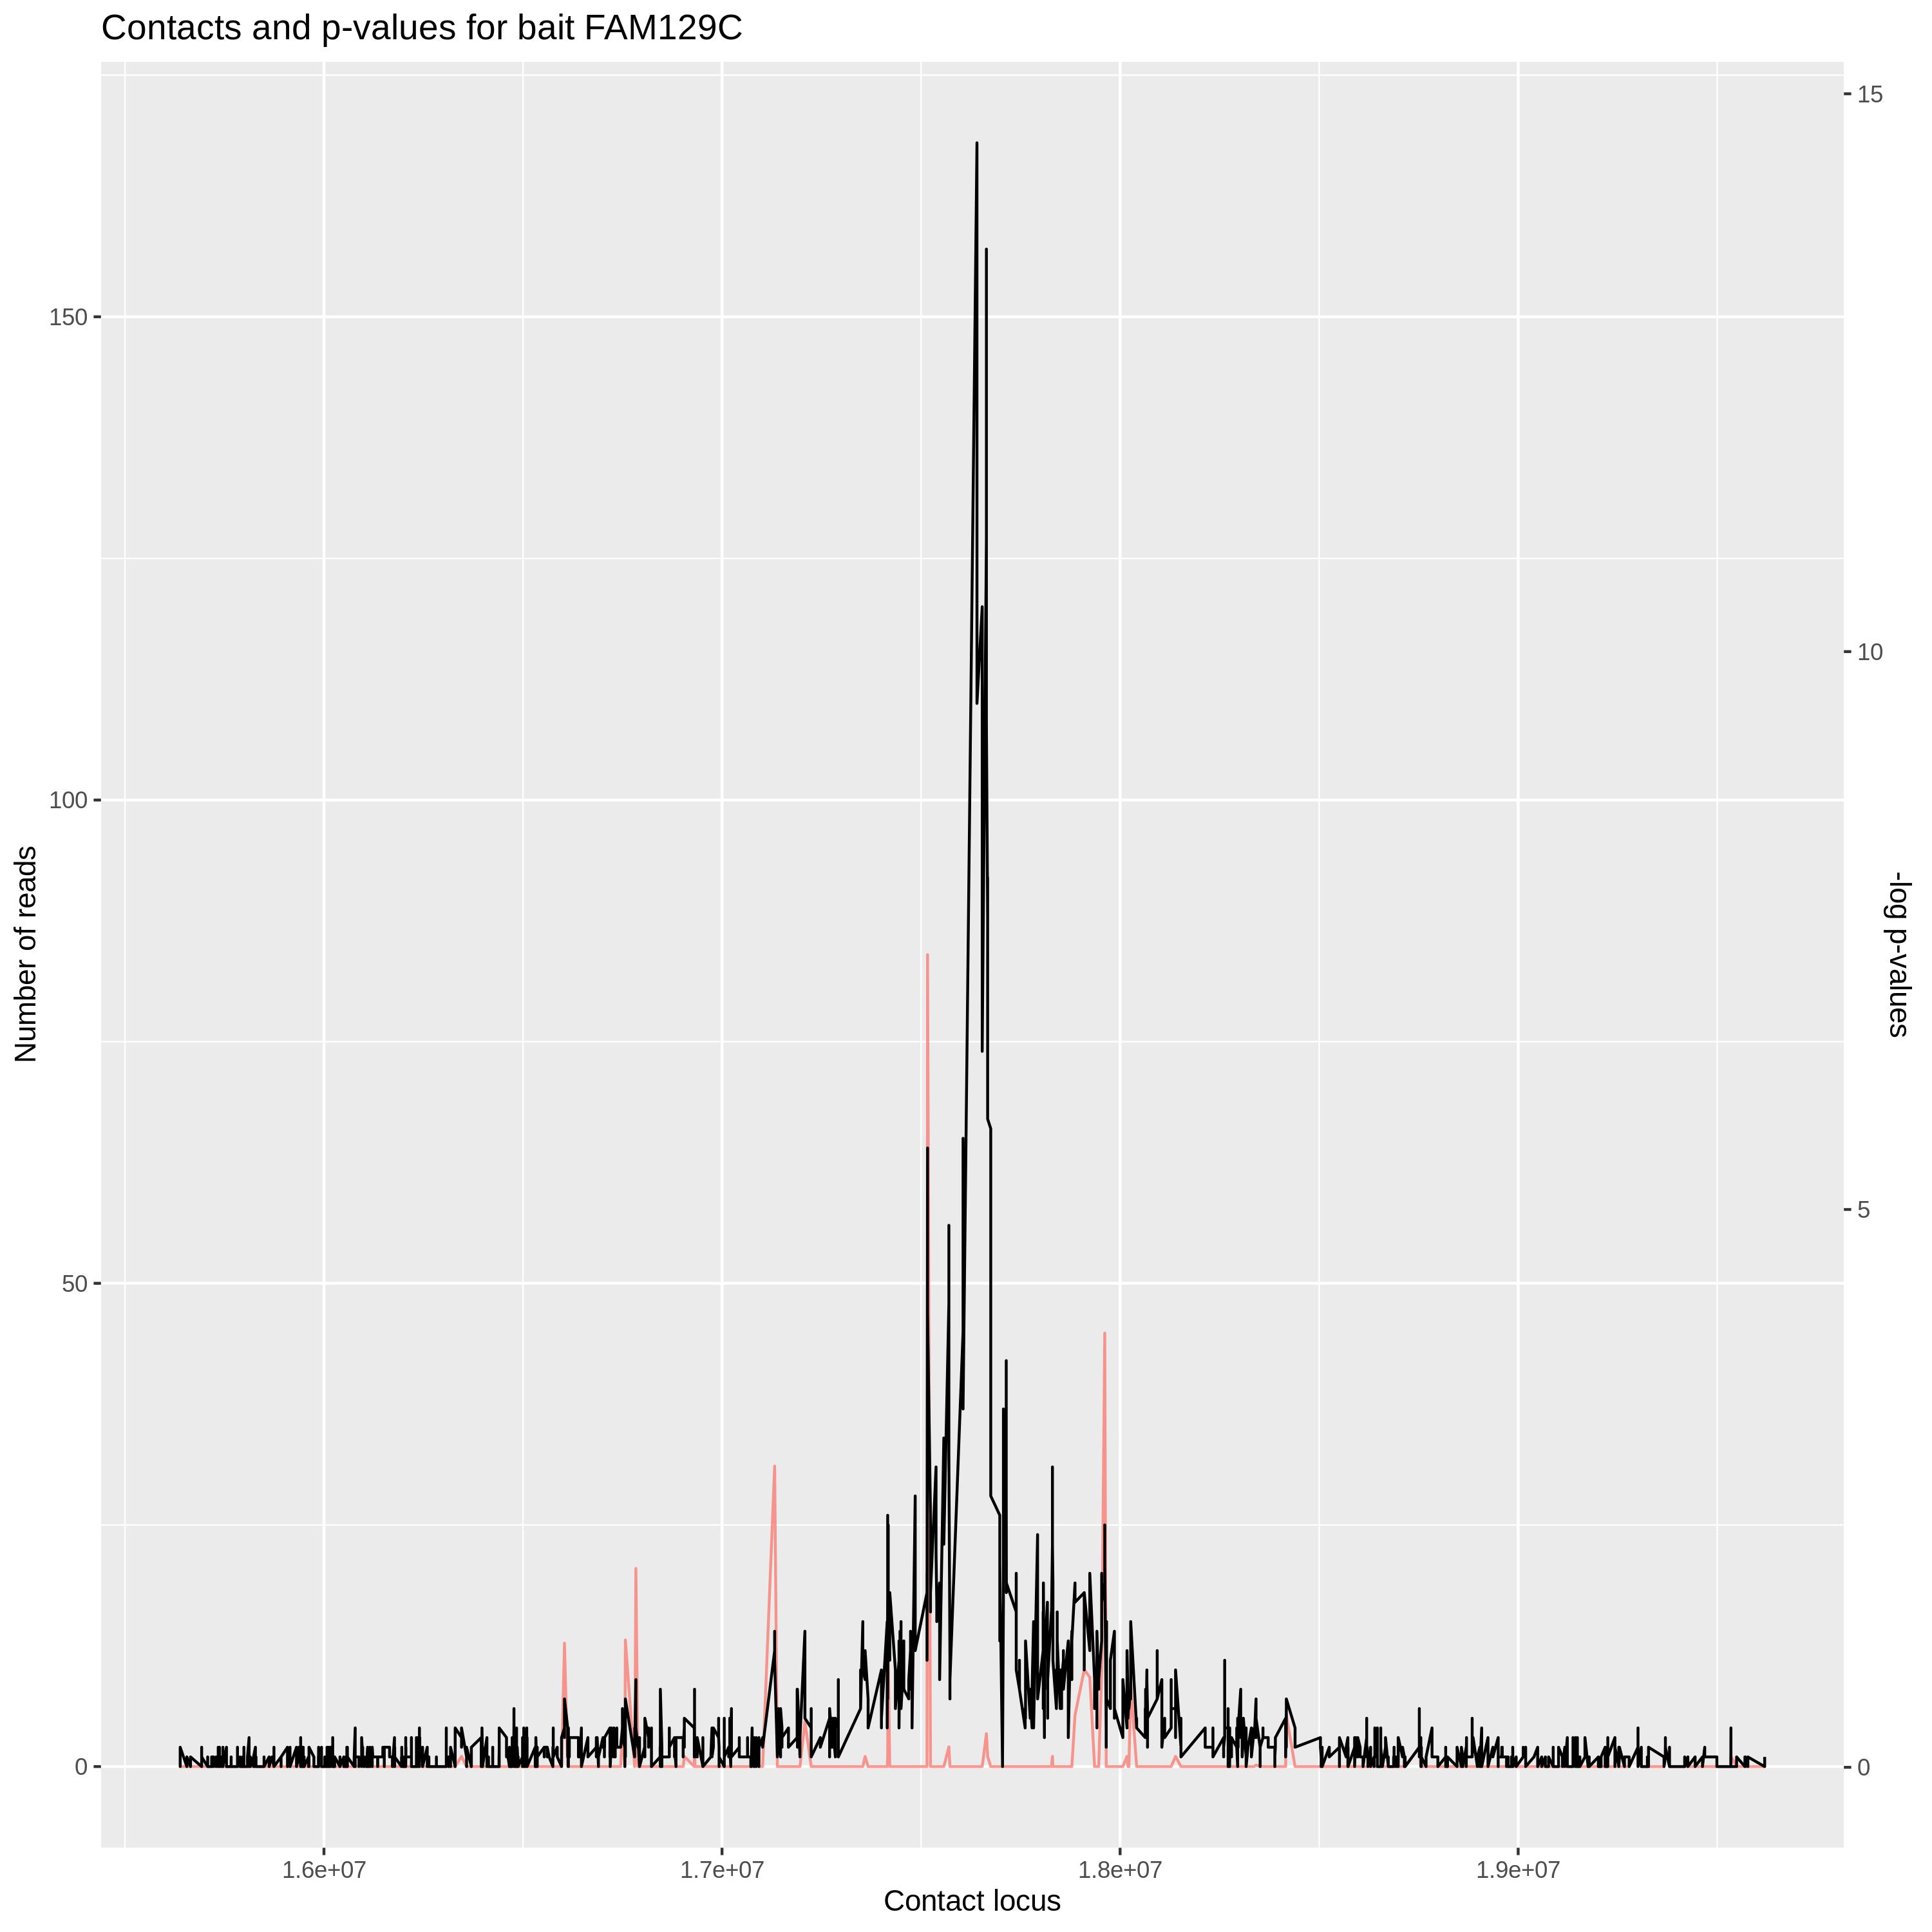 Contacts and p-values for bait FAM129C
150
100
50
0
Number of reads
15
10
5
0
-log p-values
1.6e+07
1.7e+07
1.8e+07
1.9e+07
Contact locus